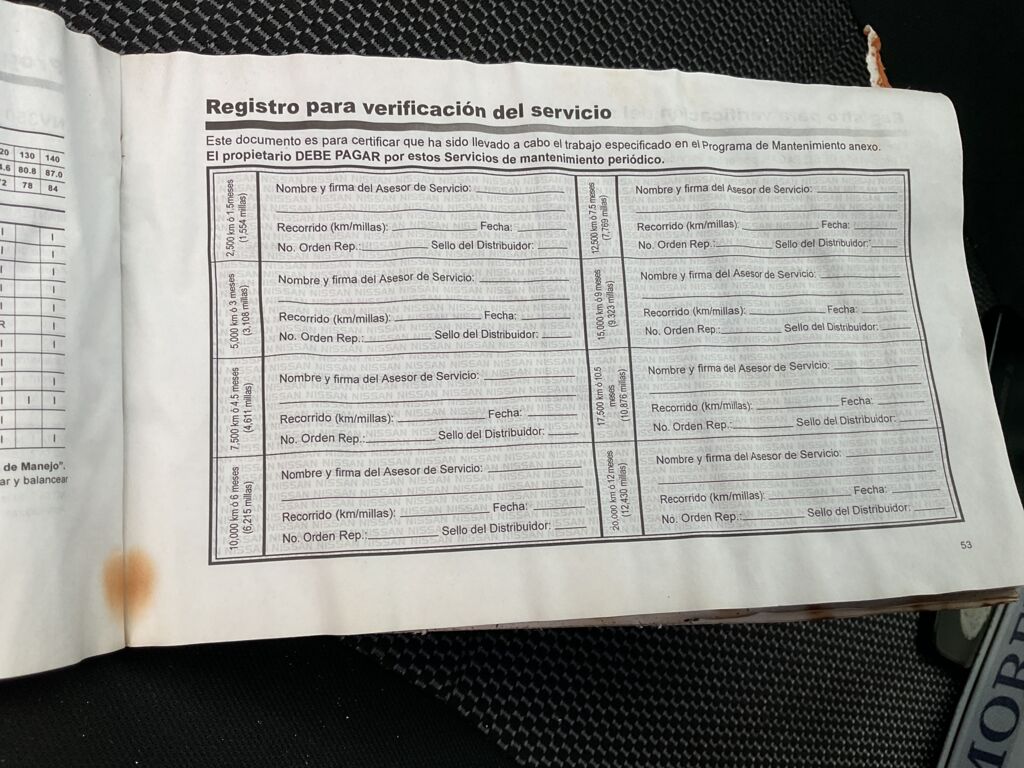 20 130 140
4.6 80.8 87.0
72 78 84
I
I I
I I
I I
I I
I I
I I
R I
I I
I I
I I
I I I
I I
I I
de Manejo".
ar y balancear
Registro para verificación del servicio
Este documento es para certificar que ha sido llevado a cabo el trabajo especificado en el Programa de Mantenimiento anexo.
El propietario DEBE PAGAR por estos Servicios de mantenimiento periódico.
2,500 km ó 1.5meses
(1,554 millas)
Nombre y firma del Asesor de Servicio:
Recorrido (km/millas): Fecha:
No. Orden Rep.: Sello del Distribuidor:
5,000 km ó 3 meses
(3,108 millas)
Nombre y firma del Asesor de Servicio:
Recorrido (km/millas): Fecha:
No. Orden Rep.: Sello del Distribuidor:
7,500 km ó 4.5 meses
(4,611 millas)
Nombre y firma del Asesor de Servicio:
Recorrido (km/millas): Fecha:
No. Orden Rep.: Sello del Distribuidor:
10,000 km ó 6 meses
(6,215 millas)
Nombre y firma del Asesor de Servicio:
Recorrido (km/millas): Fecha:
No. Orden Rep.: Sello del Distribuidor:
12,500 km ó 7.5 meses
(7,769 millas)
Nombre y firma del Asesor de Servicio:
Recorrido (km/millas): Fecha:
No. Orden Rep.: Sello del Distribuidor:
15,000 km ó 9 meses
(9,323 millas)
Nombre y firma del Asesor de Servicio:
Recorrido (km/millas): Fecha:
No. Orden Rep.: Sello del Distribuidor:
17,500 km ó 10.5
meses
(10,876 millas)
Nombre y firma del Asesor de Servicio:
Recorrido (km/millas): Fecha:
No. Orden Rep.: Sello del Distribuidor:
20,000 km ó 12 meses
(12,430 millas)
Nombre y firma del Asesor de Servicio:
Recorrido (km/millas): Fecha:
No. Orden Rep.: Sello del Distribuidor:
53
MORE